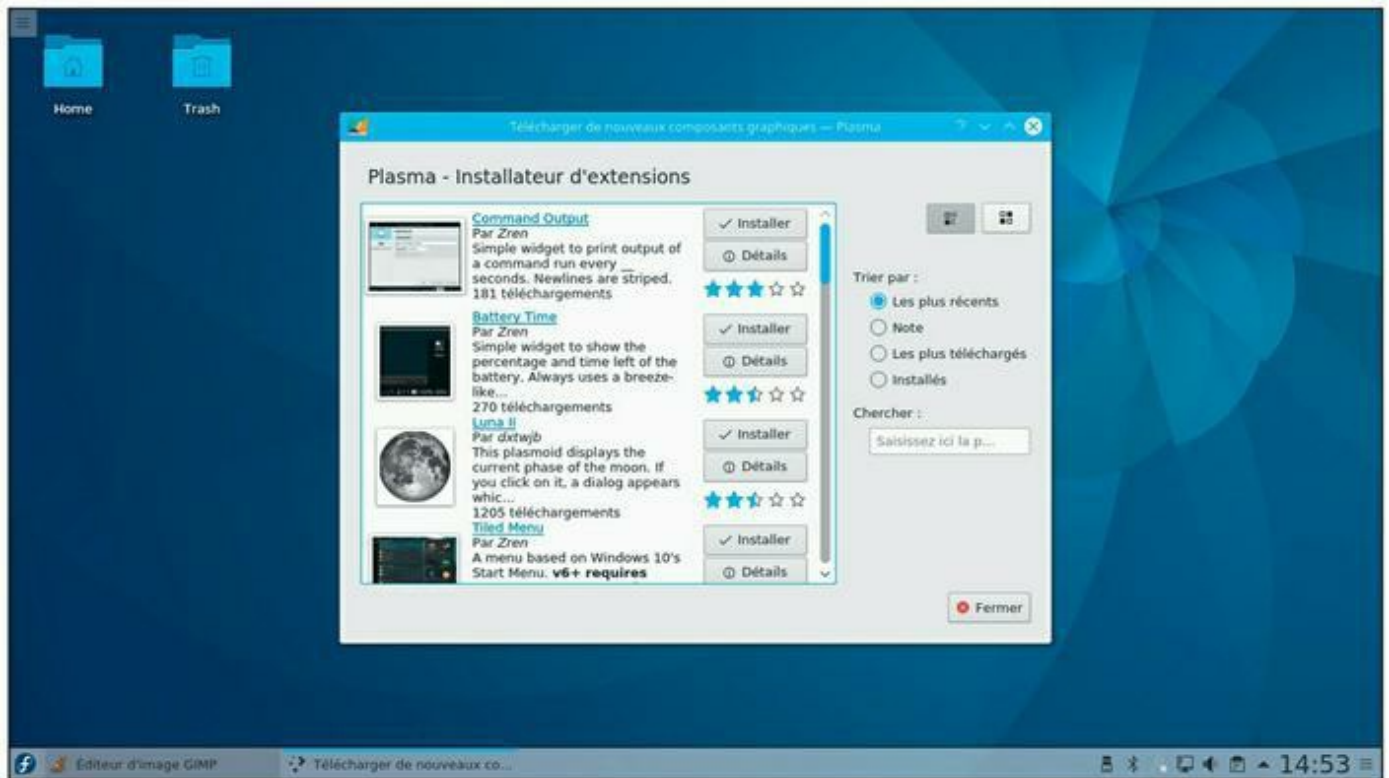 Home
Trash
Télécharger de nouveaux composants graphiques — Plasma
Plasma - Installateur d'extensions
Command Output
Par Zren
Simple widget to print output of
a command run every __
seconds. Newlines are striped.
181 téléchargements
Installer
Détails
Battery Time
Par Zren
Simple widget to show the
percentage and time left of the
battery. Always uses a breeze-
like...
270 téléchargements
Installer
Détails
Luna II
Par dxtwjb
This plasmoid displays the
current phase of the moon. If
you click on it, a dialog appears
whic...
1205 téléchargements
Installer
Détails
Tiled Menu
Par Zren
A menu based on Windows 10's
Start Menu. v6+ requires
Installer
Détails
Trier par :
Les plus récents
Note
Les plus téléchargés
Installés
Chercher :
Saisissez ici la p...
Fermer
Éditeur d'image GIMP
Télécharger de nouveaux co...
14:53